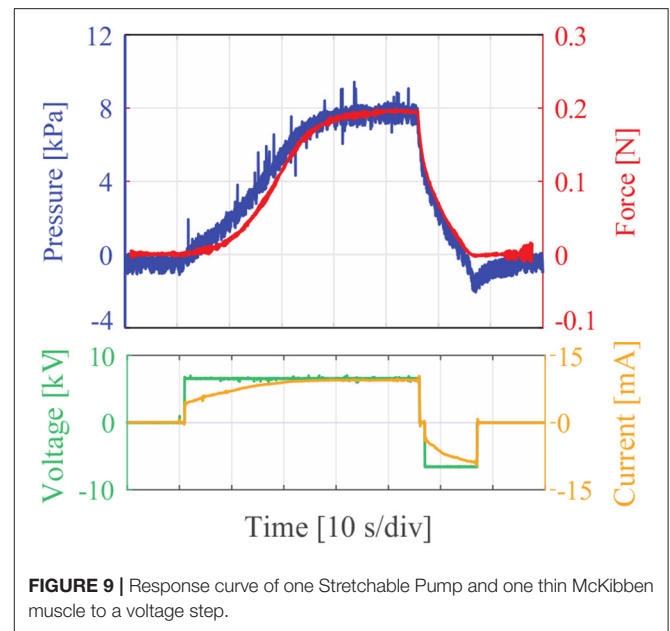 12
8
4
0
-4
Pressure [kPa]
0.3
0.2
0.1
0
-0.1
Force [N]
10
0
-10
Voltage [kV]
15
0
-15
Current [mA]
Time [10 s/div]
FIGURE 9 | Response curve of one Stretchable Pump and one thin McKibben
muscle to a voltage step.